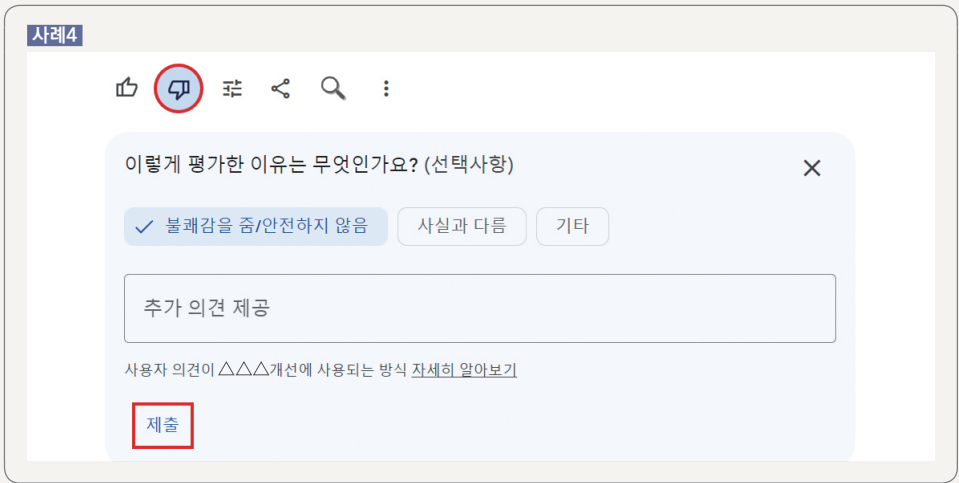 사례4
이렇게 평가한 이유는 무엇인가요? (선택사항)
불쾌감을 줌/안전하지 않음 사실과 다름 기타
추가 의견 제공
사용자 의견이 △△△개선에 사용되는 방식 자세히 알아보기
제출